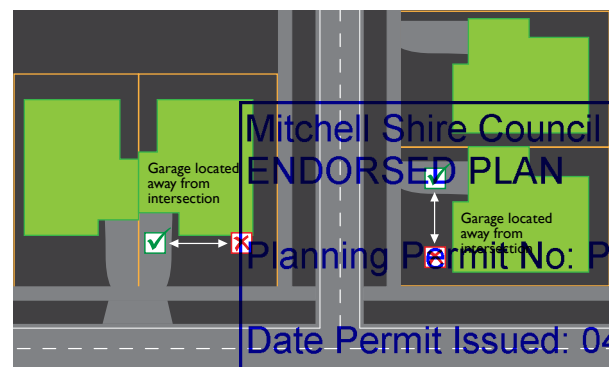 Garage located
away from
intersection
Mitchell Shire Council
ENDORSED PLAN
Garage located
away from
intersection
Planning Permit No: P
Date Permit Issued: 04